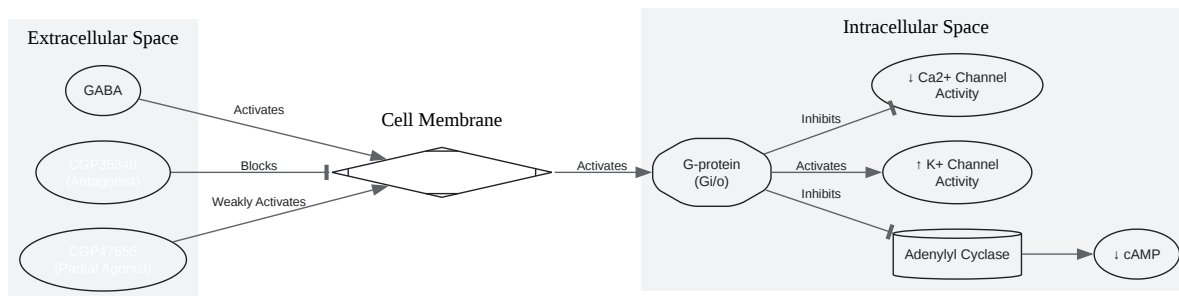 Extracellular Space
GABA
CGP35348
(Antagonist)
CGP47656
(Partial Agonist)
Activates
Blocks
Weakly Activates
Cell Membrane
Activates
Intracellular Space
G-protein
(Gi/o)
Inhibits
Activates
Inhibits
↓ Ca2+ Channel
Activity
↑ K+ Channel
Activity
Adenylyl Cyclase
↓ cAMP